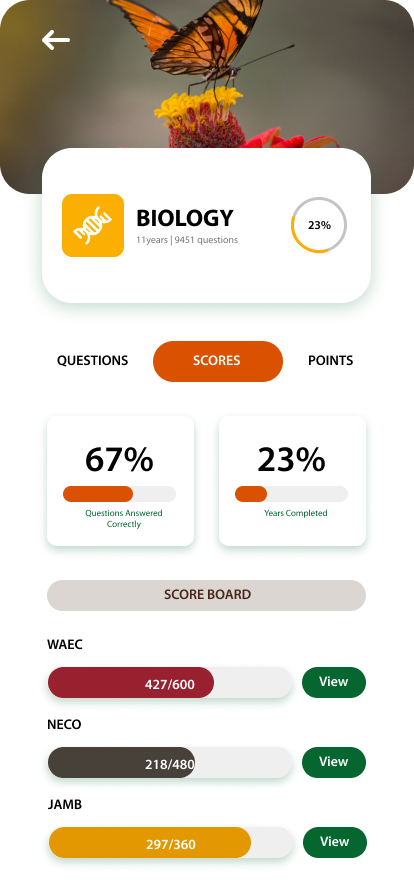 BIOLOGY
11years | 9451 questions
23%
QUESTIONS
SCORES
POINTS
67%
Questions Answered
Correctly
23%
Years Completed
SCORE BOARD
WAEC
427/600
View
NECO
218/480
View
JAMB
297/360
View